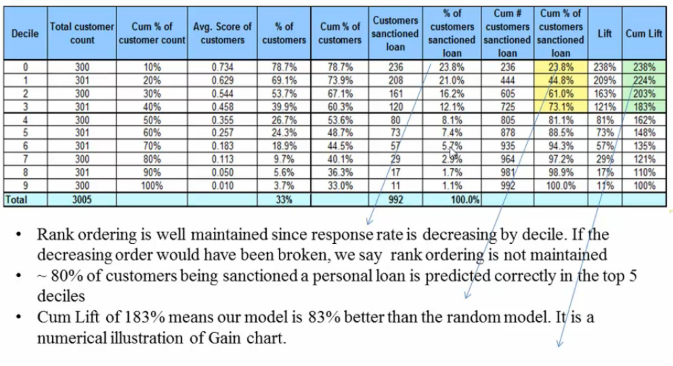 Decile Total customer count Cum % of customer count Avg. Score of customers % of customers Cum % of customers Customers sanctioned loan % of customers sanctioned loan Cum # customers sanctioned loan Cum % of customers sanctioned loan Lift Cum Lift
0 300 10% 0.734 78.7% 78.7% 236 23.8% 236 23.8% 238% 238%
1 301 20% 0.629 69.1% 73.9% 208 21.0% 444 44.8% 209% 224%
2 300 30% 0.544 53.7% 67.1% 161 16.2% 605 61.0% 163% 203%
3 301 40% 0.458 39.9% 60.3% 120 12.1% 725 73.1% 121% 183%
4 300 50% 0.355 26.7% 53.6% 80 8.1% 805 81.1% 81% 162%
5 301 60% 0.257 24.3% 48.7% 73 7.4% 878 88.5% 73% 148%
6 301 70% 0.183 18.9% 44.5% 57 5.7% 935 94.3% 57% 135%
7 300 80% 0.113 9.7% 40.1% 29 2.9% 964 97.2% 29% 121%
8 301 90% 0.050 5.6% 36.3% 17 1.7% 981 98.9% 17% 110%
9 300 100% 0.010 3.7% 33.0% 11 1.1% 992 100.0% 11% 100%
Total 3005 33% 992 100.0%
• Rank ordering is well maintained since response rate is decreasing by decile. If the
decreasing order would have been broken, we say rank ordering is not maintained
• ~ 80% of customers being sanctioned a personal loan is predicted correctly in the top 5
deciles
• Cum Lift of 183% means our model is 83% better than the random model. It is a
numerical illustration of Gain chart.